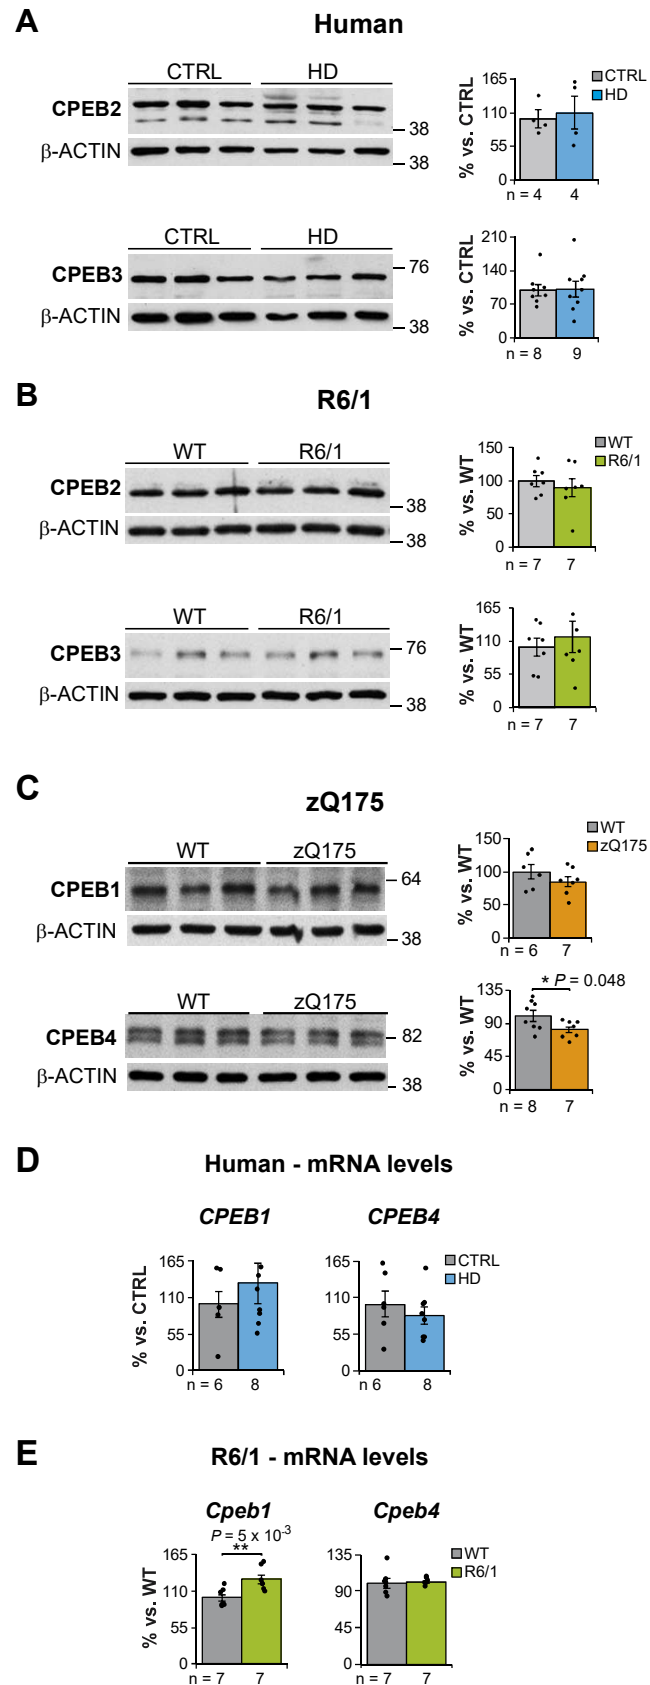 A
Human
CTRL HD
CPEB2
38
β-ACTIN
38
% vs. CTRL
165
110
55
0
n = 4 4
CTRL
HD
CTRL HD
CPEB3
76
β-ACTIN
38
% vs. CTRL
210
140
70
0
n = 8 9
B
R6/1
WT R6/1
CPEB2
38
β-ACTIN
38
% vs. WT
150
100
50
0
n = 7 7
WT
R6/1
WT R6/1
CPEB3
76
β-ACTIN
38
% vs. WT
165
110
55
0
n = 7 7
C
zQ175
WT zQ175
CPEB1
64
β-ACTIN
38
% vs. WT
150
100
50
0
n = 6 7
WT
zQ175
WT zQ175
CPEB4
82
β-ACTIN
38
% vs. WT
135
90
45
0
* P = 0.048
n = 8 7
D
Human - mRNA levels
CPEB1
% vs. CTRL
165
110
55
0
n = 6 8
CPEB4
165
110
55
0
n 6 8
CTRL
HD
E
R6/1 - mRNA levels
Cpeb1
P = 5 x 10-3
**
% vs. WT
165
110
55
0
n = 7 7
Cpeb4
135
90
45
0
n = 7 7
WT
R6/1